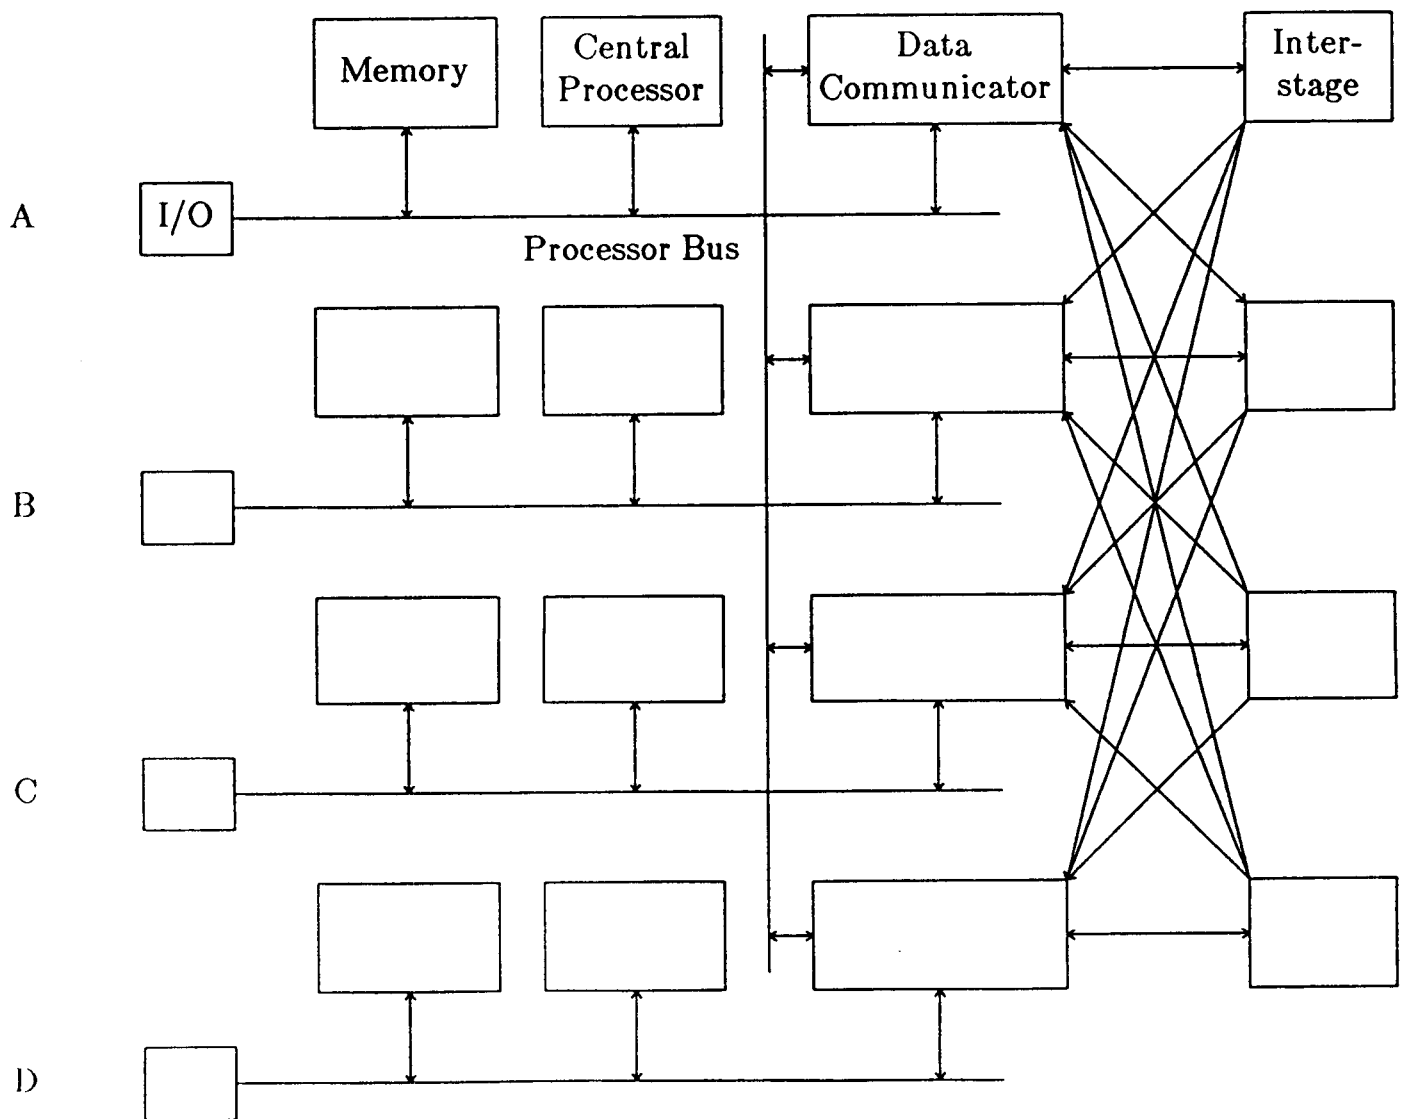 Memory
Central
Processor
Data
Communicator
Inter-
stage
A
I/O
Processor Bus
B
C
D